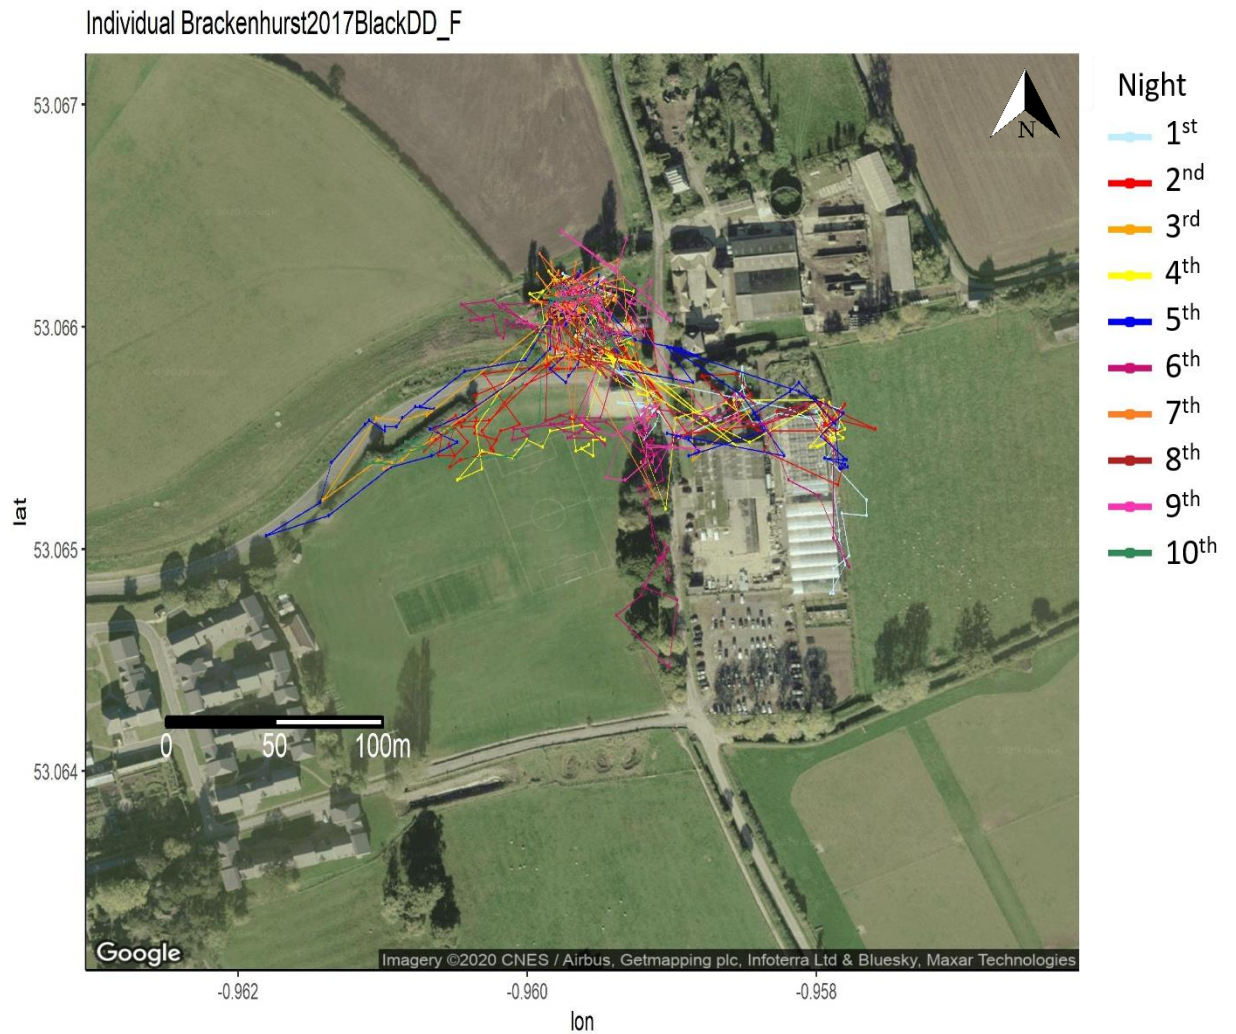 Individual Brackenhurst2017BlackDD_F
Night
1st
2nd
3rd
4th
5th
6th
7th
8th
9th
10th
N
53.067
53.066
53.065
53.064
lat
0 50 100m
Google
Imagery ©2020 CNES / Airbus, Getmapping plc, Infoterra Ltd & Bluesky, Maxar Technologies
-0.962 -0.960 -0.958
lon